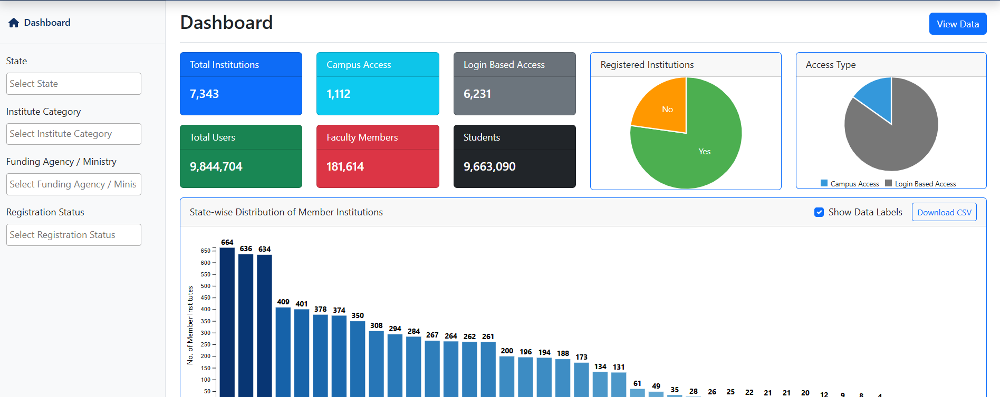 Dashboard
State
Select State
Institute Category
Select Institute Category
Funding Agency / Ministry
Select Funding Agency / Minis
Registration Status
Select Registration Status
Dashboard
View Data
Total Institutions
7,343
Campus Access
1,112
Login Based Access
6,231
Total Users
9,844,704
Faculty Members
181,614
Students
9,663,090
Registered Institutions
No
Yes
Access Type
Campus Access
Login Based Access
State-wise Distribution of Member Institutions
Show Data Labels
Download CSV
No. of Member Institutes
650
600
550
500
450
400
350
300
250
200
150
100
50
664
636
634
409
401
378
374
350
308
294
284
267
264
262
261
200
196
194
188
173
134
131
61
49
35
28
26
25
22
21
21
20
12
9
8
4